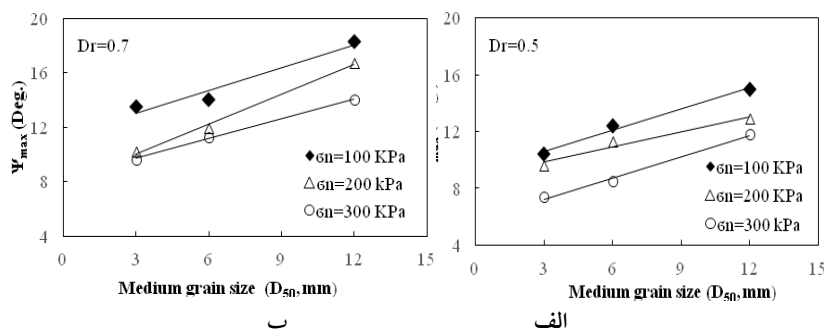 20
16
12
8
4
Ψmax (Deg.)
Dr=0.7
◆σn=100 KPa
△σn=200 kPa
○σn=300 KPa
0 3 6 9 12 15
Medium grain size (D50, mm)
ب
20
16
12
8
4
Dr=0.5
◆σn=100 KPa
△σn=200 KPa
○σn=300 kPa
0 3 6 9 12 15
Medium grain size (D50, mm)
الف